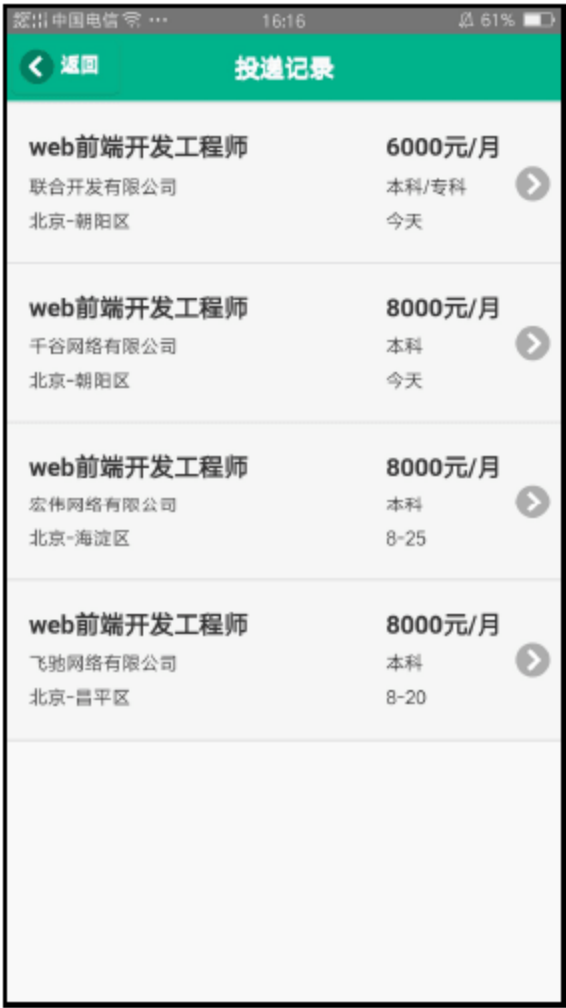 中国电信 ··· 16:16 61%
返回 投递记录
web前端开发工程师 6000元/月
联合开发有限公司 本科/专科
北京-朝阳区 今天
web前端开发工程师 8000元/月
千谷网络有限公司 本科
北京-朝阳区 今天
web前端开发工程师 8000元/月
宏伟网络有限公司 本科
北京-海淀区 8-25
web前端开发工程师 8000元/月
飞驰网络有限公司 本科
北京-昌平区 8-20